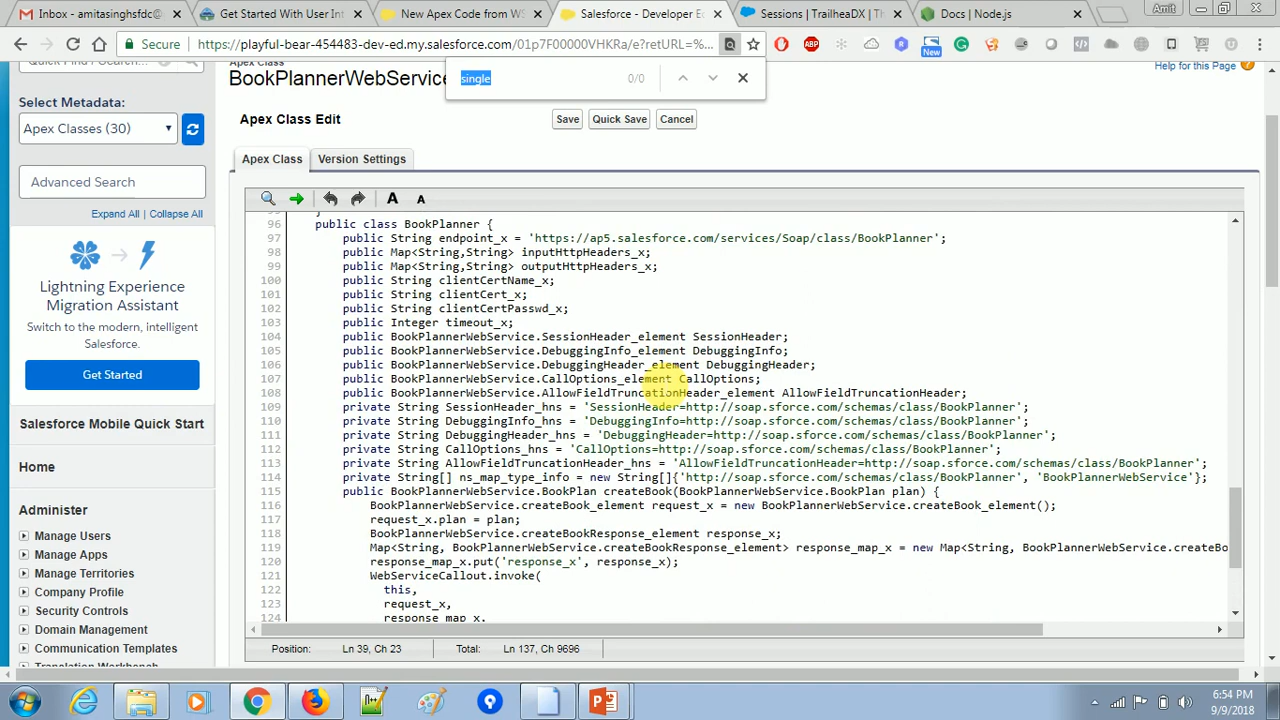 Inbox - amitasinghsfdc@
Get Started With User Int
New Apex Code from WS
Salesforce - Developer E
Sessions | TrailheaDX | Th
Docs | Node.js
Amit
Secure
https://playful-bear-454483-dev-ed.my.salesforce.com/01p7F00000VHKRa/e?retURL=%...
ABP
New
single
0/0
Quick Find / Search...
Apex Class
BookPlannerWebService
Help for this Page
Select Metadata:
Apex Classes (30)
Advanced Search
Expand All | Collapse All
Lightning Experience
Migration Assistant
Switch to the modern, intelligent
Salesforce.
Get Started
Salesforce Mobile Quick Start
Home
Administer
Manage Users
Manage Apps
Manage Territories
Company Profile
Security Controls
Domain Management
Communication Templates
Translation Workbench
Apex Class Edit
Save
Quick Save
Cancel
Apex Class
Version Settings
A
A
95 }
96 public class BookPlanner {
97 public String endpoint_x = 'https://ap5.salesforce.com/services/Soap/class/BookPlanner';
98 public Map<String,String> inputHttpHeaders_x;
99 public Map<String,String> outputHttpHeaders_x;
100 public String clientCertName_x;
101 public String clientCert_x;
102 public String clientCertPasswd_x;
103 public Integer timeout_x;
104 public BookPlannerWebService.SessionHeader_element SessionHeader;
105 public BookPlannerWebService.DebuggingInfo_element DebuggingInfo;
106 public BookPlannerWebService.DebuggingHeader_element DebuggingHeader;
107 public BookPlannerWebService.CallOptions_element CallOptions;
108 public BookPlannerWebService.AllowFieldTruncationHeader_element AllowFieldTruncationHeader;
109 private String SessionHeader_hns = 'SessionHeader=http://soap.sforce.com/schemas/class/BookPlanner';
110 private String DebuggingInfo_hns = 'DebuggingInfo=http://soap.sforce.com/schemas/class/BookPlanner';
111 private String DebuggingHeader_hns = 'DebuggingHeader=http://soap.sforce.com/schemas/class/BookPlanner';
112 private String CallOptions_hns = 'CallOptions=http://soap.sforce.com/schemas/class/BookPlanner';
113 private String AllowFieldTruncationHeader_hns = 'AllowFieldTruncationHeader=http://soap.sforce.com/schemas/class/BookPlanner';
114 private String[] ns_map_type_info = new String[]{'http://soap.sforce.com/schemas/class/BookPlanner', 'BookPlannerWebService'};
115 public BookPlannerWebService.BookPlan createBook(BookPlannerWebService.BookPlan plan) {
116 BookPlannerWebService.createBook_element request_x = new BookPlannerWebService.createBook_element();
117 request_x.plan = plan;
118 BookPlannerWebService.createBookResponse_element response_x;
119 Map<String, BookPlannerWebService.createBookResponse_element> response_map_x = new Map<String, BookPlannerWebService.createBo
120 response_map_x.put('response_x', response_x);
121 WebServiceCallout.invoke(
122 this,
123 request_x,
124 response_map_x,
Position: Ln 39, Ch 23 Total: Ln 137, Ch 9696
6:54 PM
9/9/2018